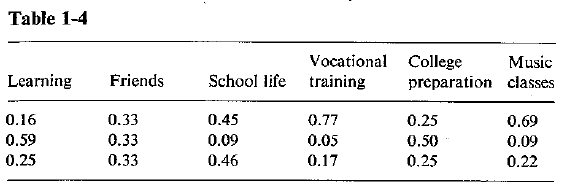 Table 1-4
Vocational College Music
Learning Friends School life training preparation classes
0.16 0.33 0.45 0.77 0.25 0.69
0.59 0.33 0.09 0.05 0.50 0.09
0.25 0.33 0.46 0.17 0.25 0.22